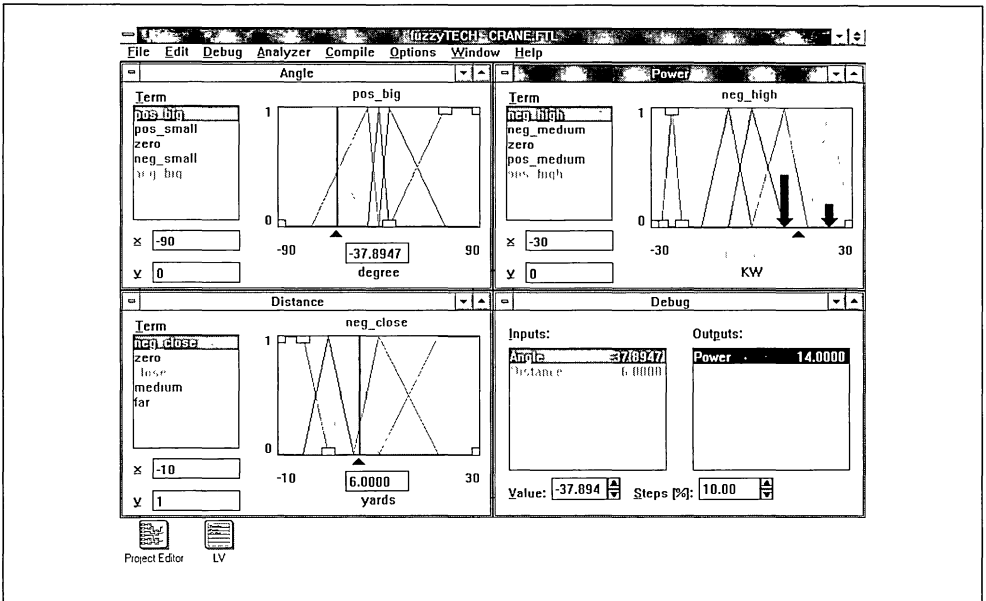 fuzzyTECH - CRANE.FTL
File Edit Debug Analyzer Compile Options Window Help
Angle
Term
pos_big
pos_small
zero
neg_small
neg_big
x -90
y 0
pos_big
1
0
-90 -37.8947 90
degree
Power
Term
neg_high
neg_medium
zero
pos_medium
pos_high
x -30
y 0
neg_high
1
0
-30 30
KW
Distance
Term
neg_close
zero
close
medium
far
x -10
y 1
neg_close
1
0
-10 6.0000 30
yards
Debug
Inputs:
Angle -37.8947
Distance 6.0000
Outputs:
Power 14.0000
Value: -37.894 Steps [%]: 10.00
Project Editor LV